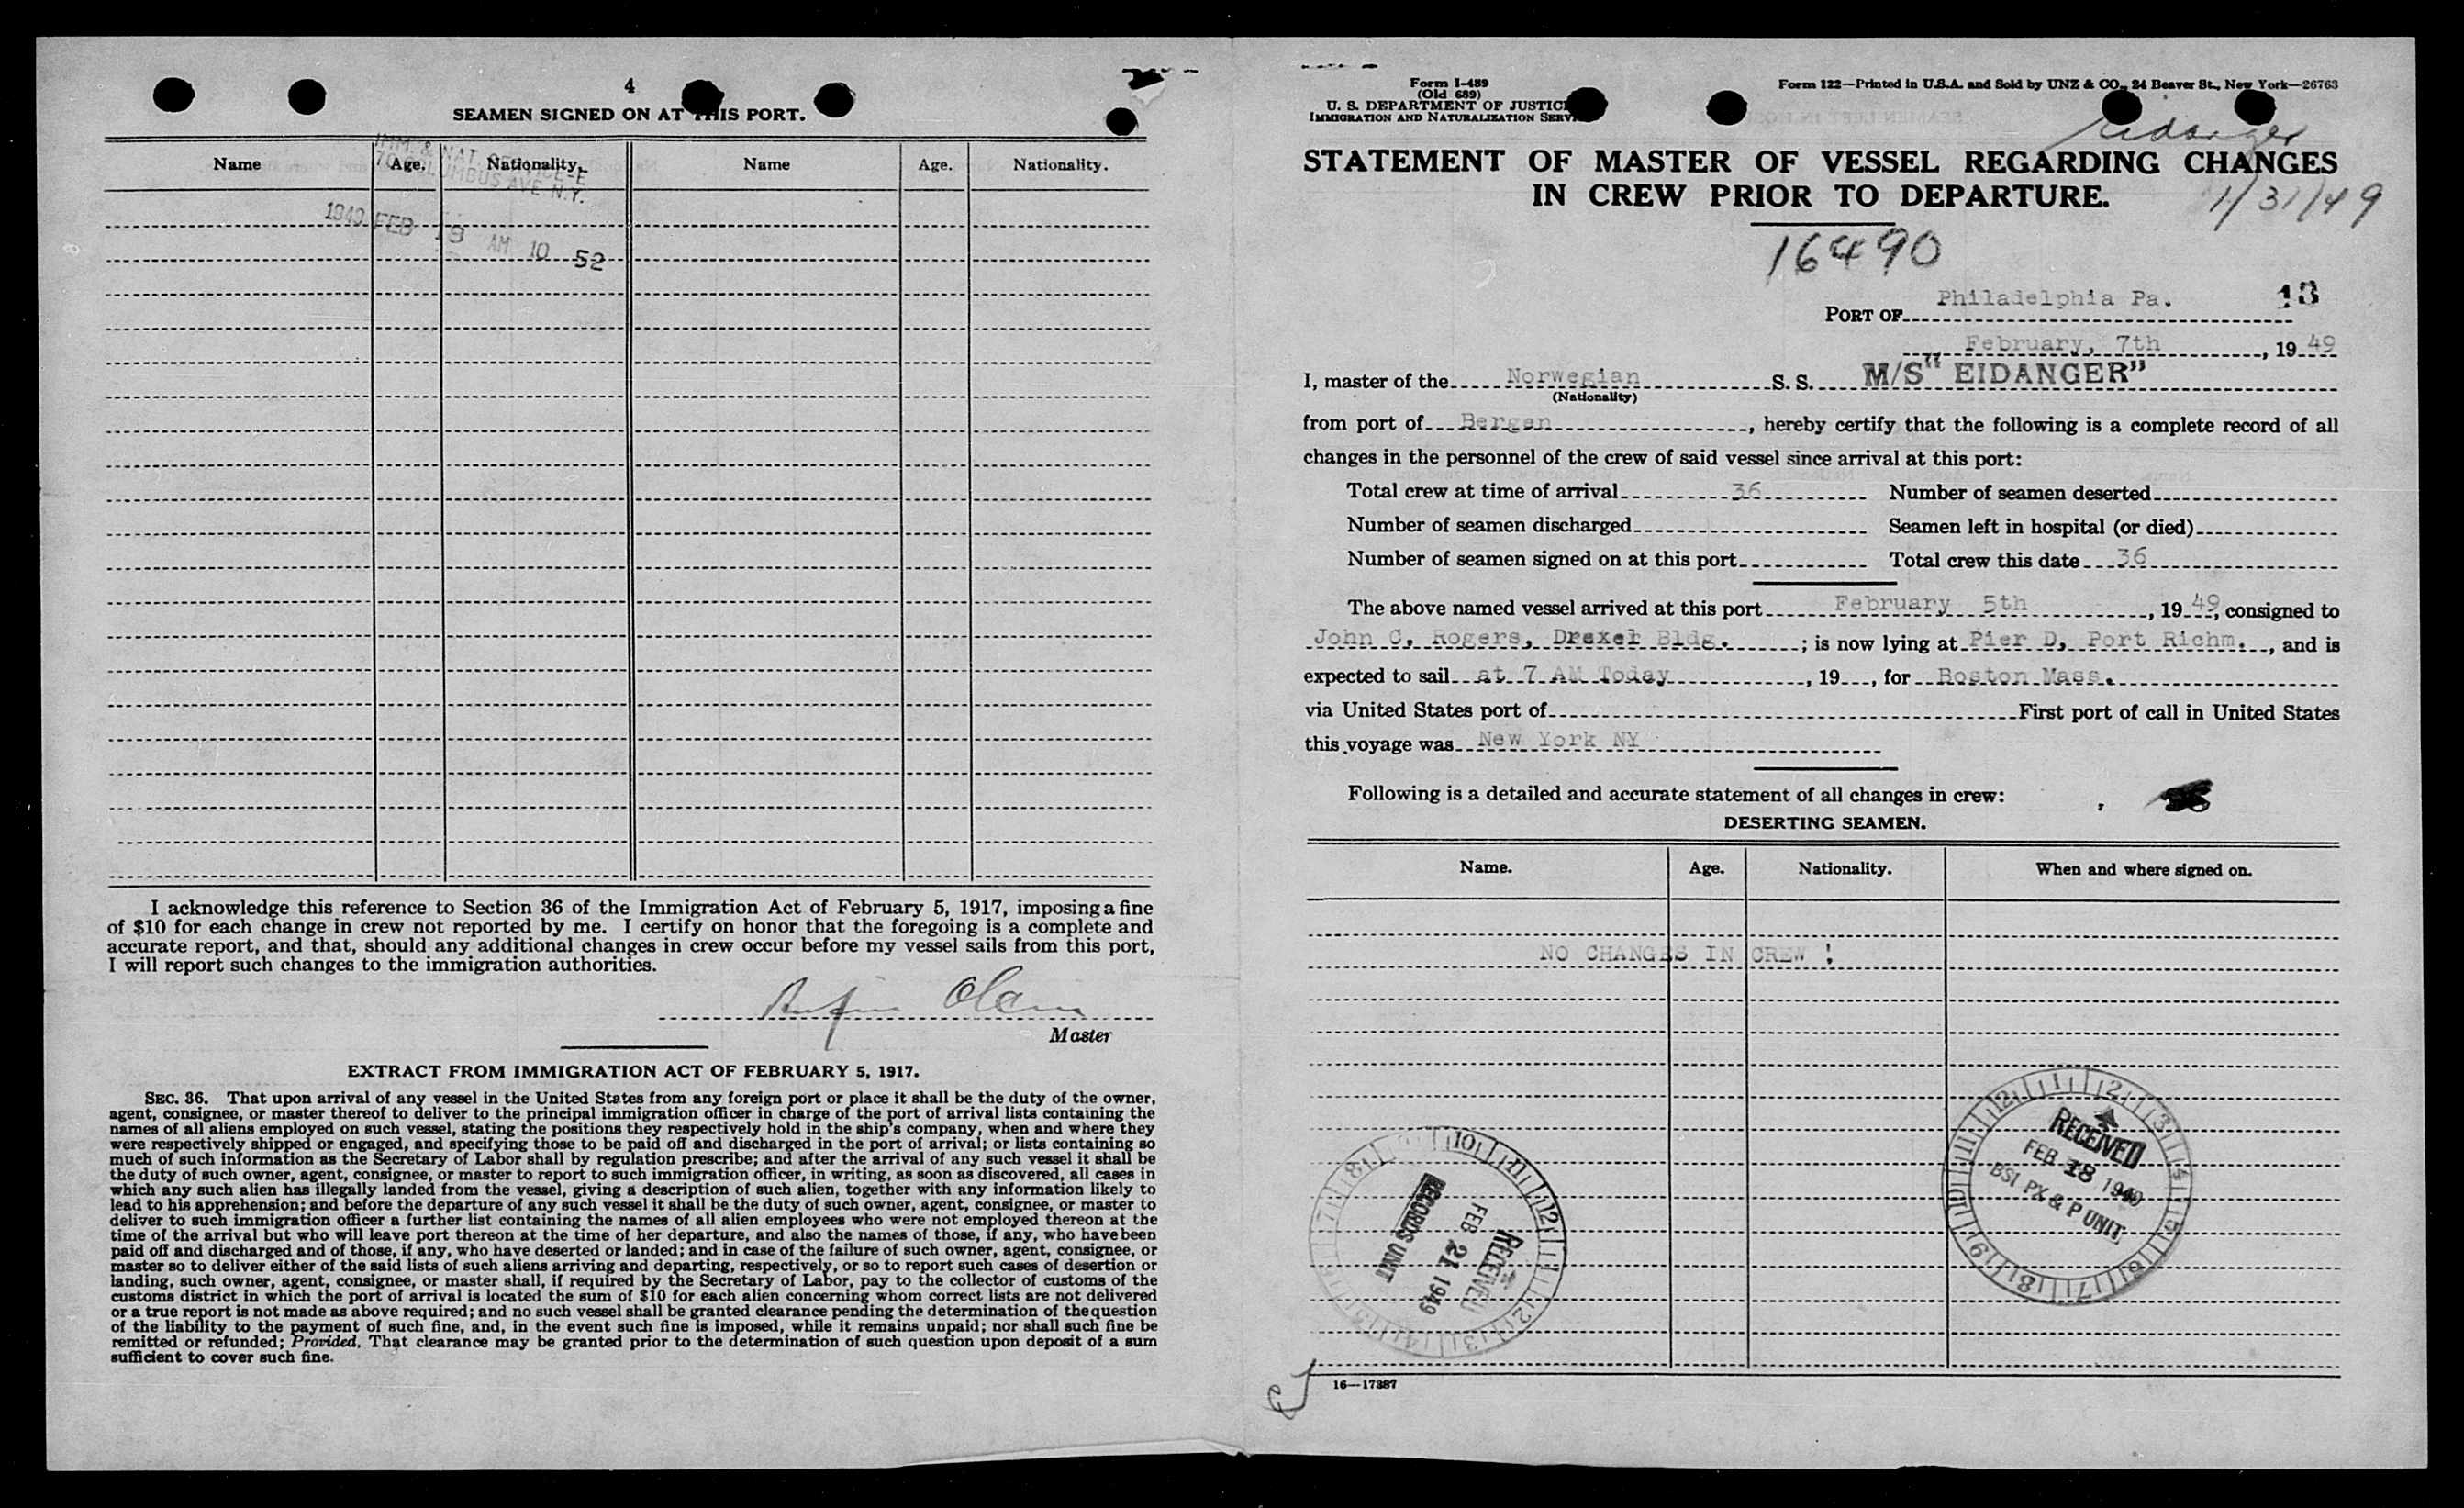 4
SEAMEN SIGNED ON AT THIS PORT.
IMM. & NAT. SERVICE
70 COLUMBUS AVE N.Y.
Name Age. Nationality. Name Age. Nationality.
1949 FEB 18 AM 10 52
I acknowledge this reference to Section 36 of the Immigration Act of February 5, 1917, imposing a fine
of $10 for each change in crew not reported by me. I certify on honor that the foregoing is a complete and
accurate report, and that, should any additional changes in crew occur before my vessel sails from this port,
I will report such changes to the immigration authorities.
Master
EXTRACT FROM IMMIGRATION ACT OF FEBRUARY 5, 1917.
SEC. 36. That upon arrival of any vessel in the United States from any foreign port or place it shall be the duty of the owner,
agent, consignee, or master thereof to deliver to the principal immigration officer in charge of the port of arrival lists containing the
names of all aliens employed on such vessel, stating the positions they respectively hold in the ship's company, when and where they
were respectively shipped or engaged, and specifying those to be paid off and discharged in the port of arrival; or lists containing so
much of such information as the Secretary of Labor shall by regulation prescribe; and after the arrival of any such vessel it shall be
the duty of such owner, agent, consignee, or master to report to such immigration officer, in writing, as soon as discovered, all cases in
which any such alien has illegally landed from the vessel, giving a description of such alien, together with any information likely to
lead to his apprehension; and before the departure of any such vessel it shall be the duty of such owner, agent, consignee, or master to
deliver to such immigration officer a further list containing the names of all alien employees who were not employed thereon at the
time of the arrival but who will leave port thereon at the time of her departure, and also the names of those, if any, who have been
paid off and discharged and of those, if any, who have deserted or landed; and in case of the failure of such owner, agent, consignee, or
master so to deliver either of the said lists of such aliens arriving and departing, respectively, or so to report such cases of desertion or
landing, such owner, agent, consignee, or master shall, if required by the Secretary of Labor, pay to the collector of customs of the
customs district in which the port of arrival is located the sum of $10 for each alien concerning whom correct lists are not delivered
or a true report is not made as above required; and no such vessel shall be granted clearance pending the determination of the question
of the liability to the payment of such fine, and, in the event such fine is imposed, while it remains unpaid; nor shall such fine be
remitted or refunded; Provided, That clearance may be granted prior to the determination of such question upon deposit of a sum
sufficient to cover such fine.
Form I-489
(Old 689)
U. S. DEPARTMENT OF JUSTICE
IMMIGRATION AND NATURALIZATION SERVICE
Form 122—Printed in U.S.A. and Sold by UNZ & CO., 24 Beaver St., New York—26763
Eidanger
STATEMENT OF MASTER OF VESSEL REGARDING CHANGES
IN CREW PRIOR TO DEPARTURE.
1/31/49
16490
PORT OF Philadelphia Pa. 13
February, 7th, 1949
I, master of the Norwegian S. S. M/S "EIDANGER"
(Nationality)
from port of Bergen, hereby certify that the following is a complete record of all
changes in the personnel of the crew of said vessel since arrival at this port:
Total crew at time of arrival 36 Number of seamen deserted
Number of seamen discharged Seamen left in hospital (or died)
Number of seamen signed on at this port Total crew this date 36
The above named vessel arrived at this port February 5th, 1949, consigned to
John C. Rogers, Drexel Bldg.; is now lying at Pier D, Port Richm., and is
expected to sail at 7 AM Today, 19, for Boston Mass.
via United States port of First port of call in United States
this voyage was New York NY
Following is a detailed and accurate statement of all changes in crew:
DESERTING SEAMEN.
Name. Age. Nationality. When and where signed on.
NO CHANGES IN CREW !
RECEIVED
FEB 18 1949
BSI PX & P UNIT
RECEIVED
FEB 21 1949
RECORDS UNIT
16—17387